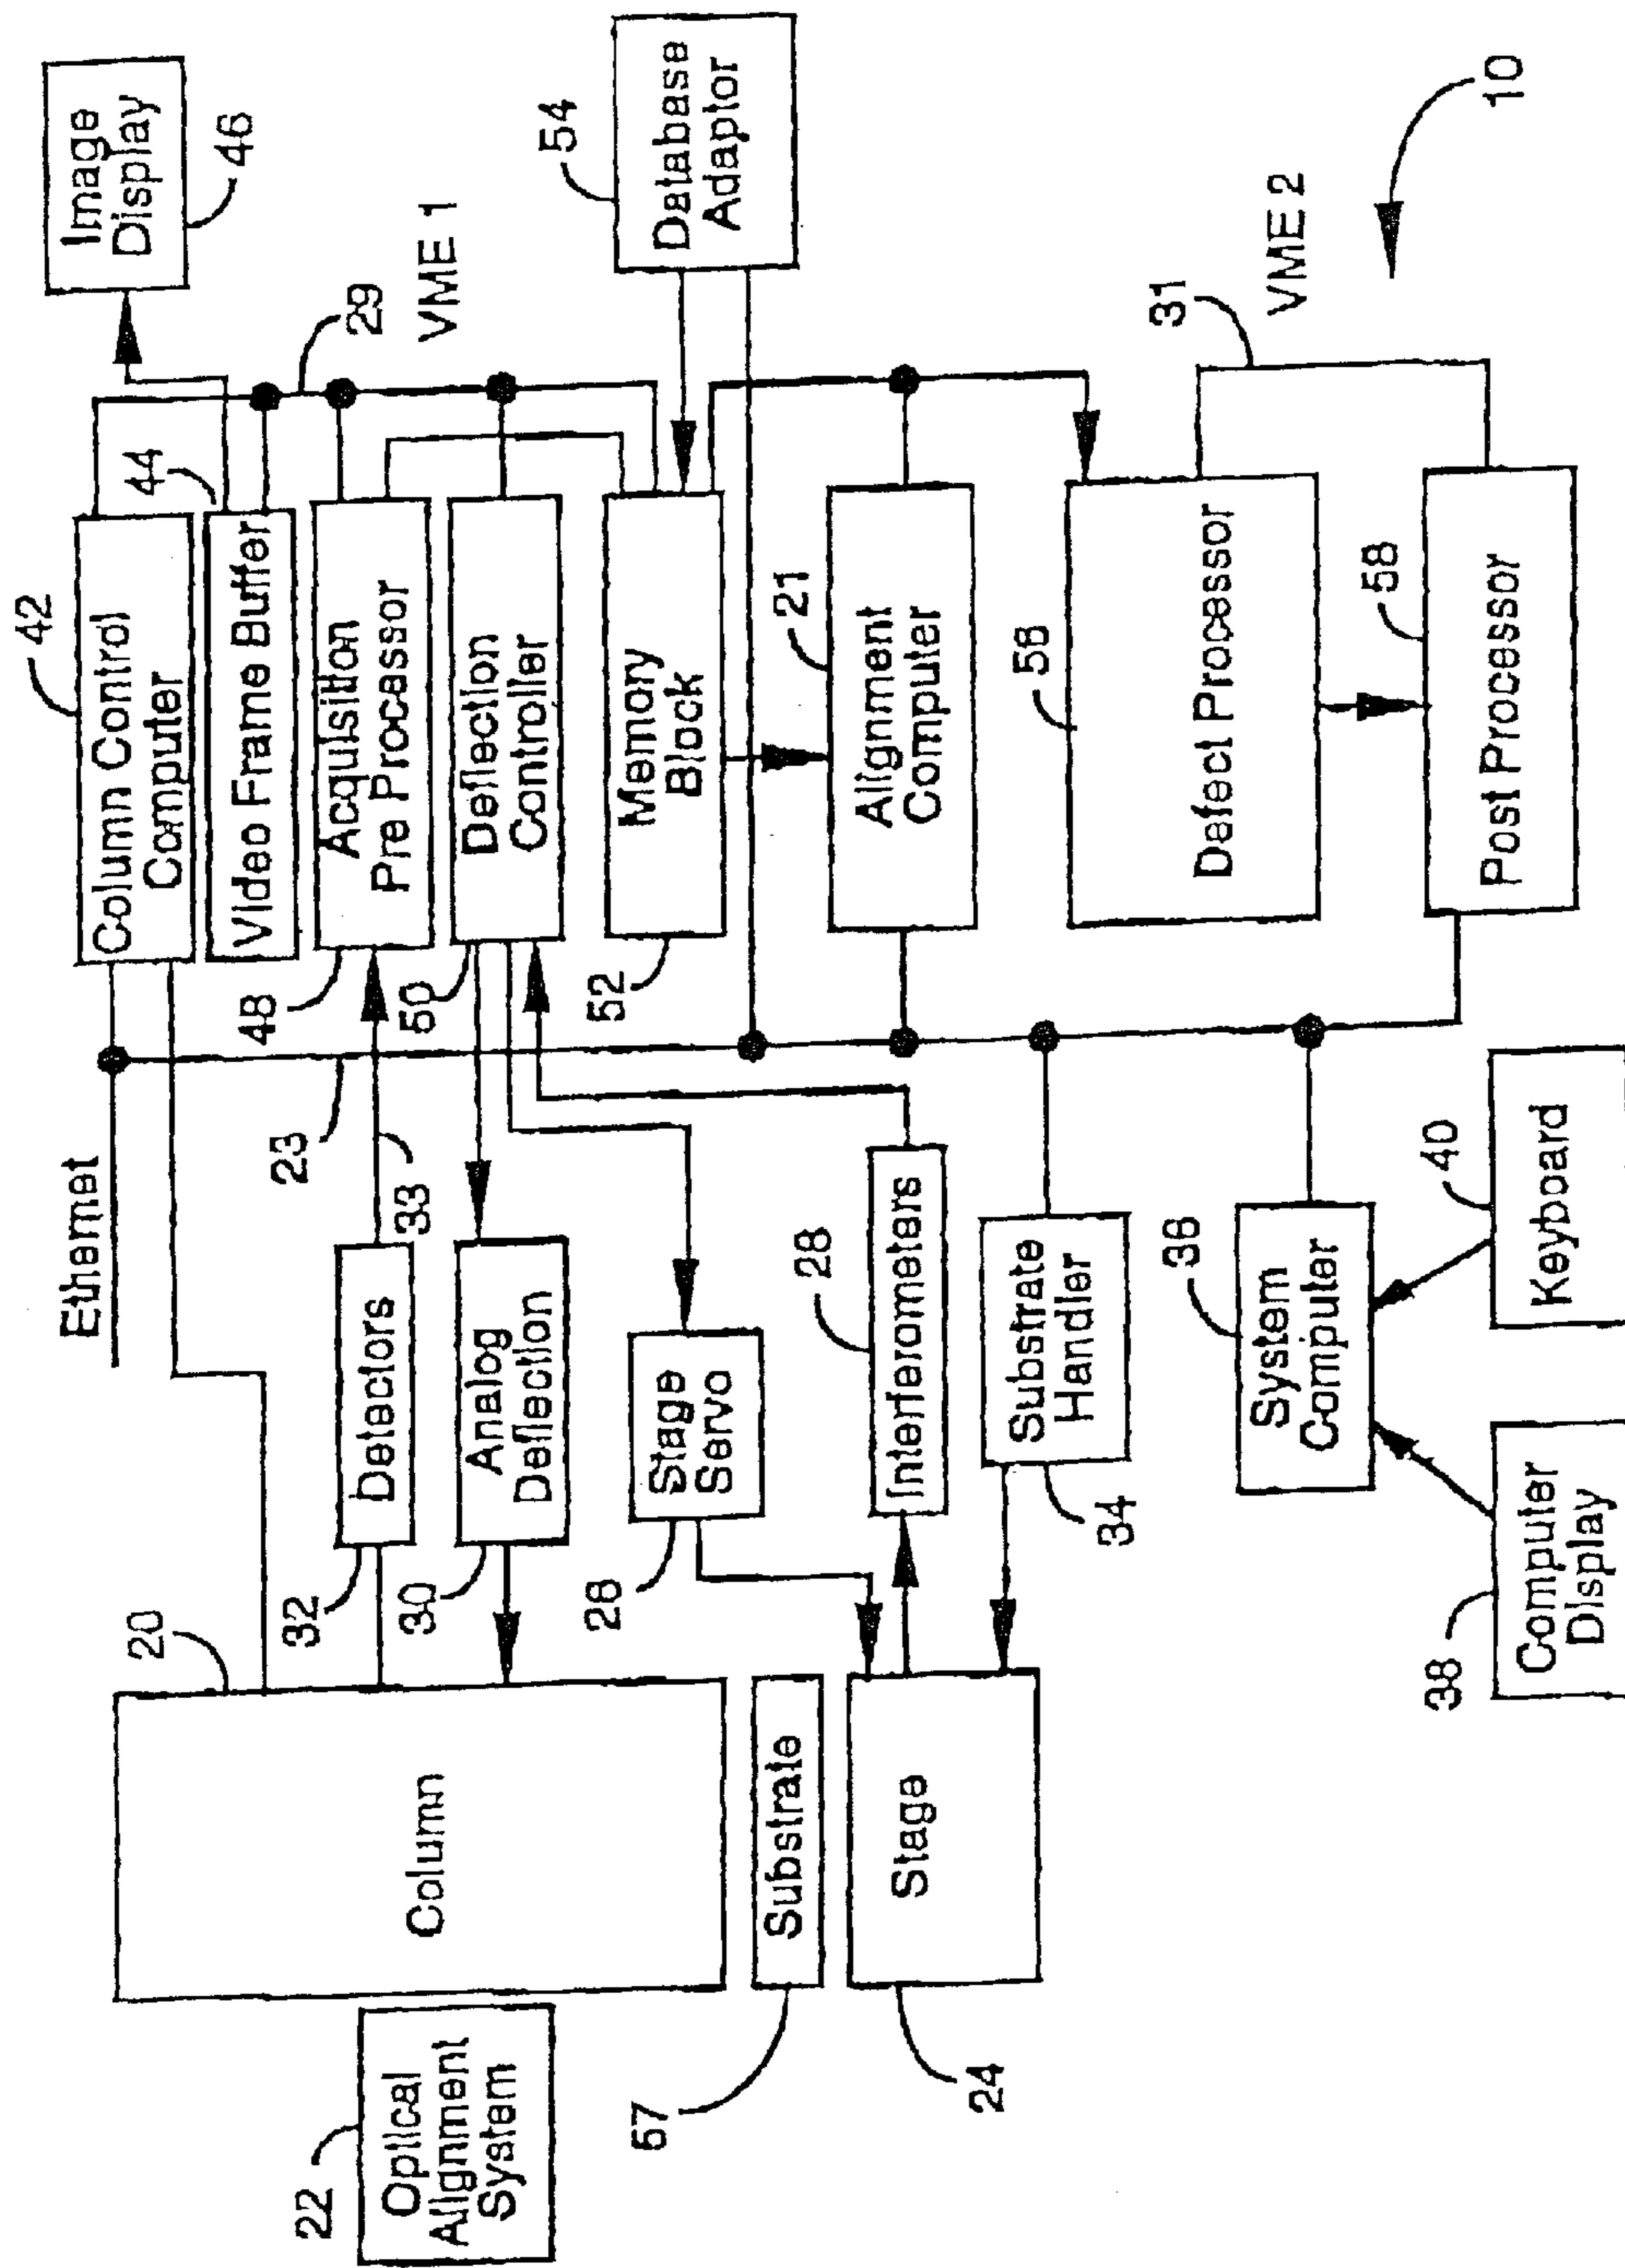 22
Optical
Alignment
System
20
Column
57
Substrate
24
Stage
Ethernet
32
Detectors
33
30
Analog
Deflection
26
Stage
Servo
28
Interferometers
34
Substrate
Handler
36
System
Computer
38
Computer
Display
40
Keyboard
23
42
Column Control
Computer
44
Video Frame Buffer
48
Acquisition
Pre Processor
50
Deflection
Controller
52
Memory
Block
21
Alignment
Computer
56
Defect Processor
58
Post Processor
Image
Display
46
29
VME 1
54
Database
Adaptor
31
VME 2
10